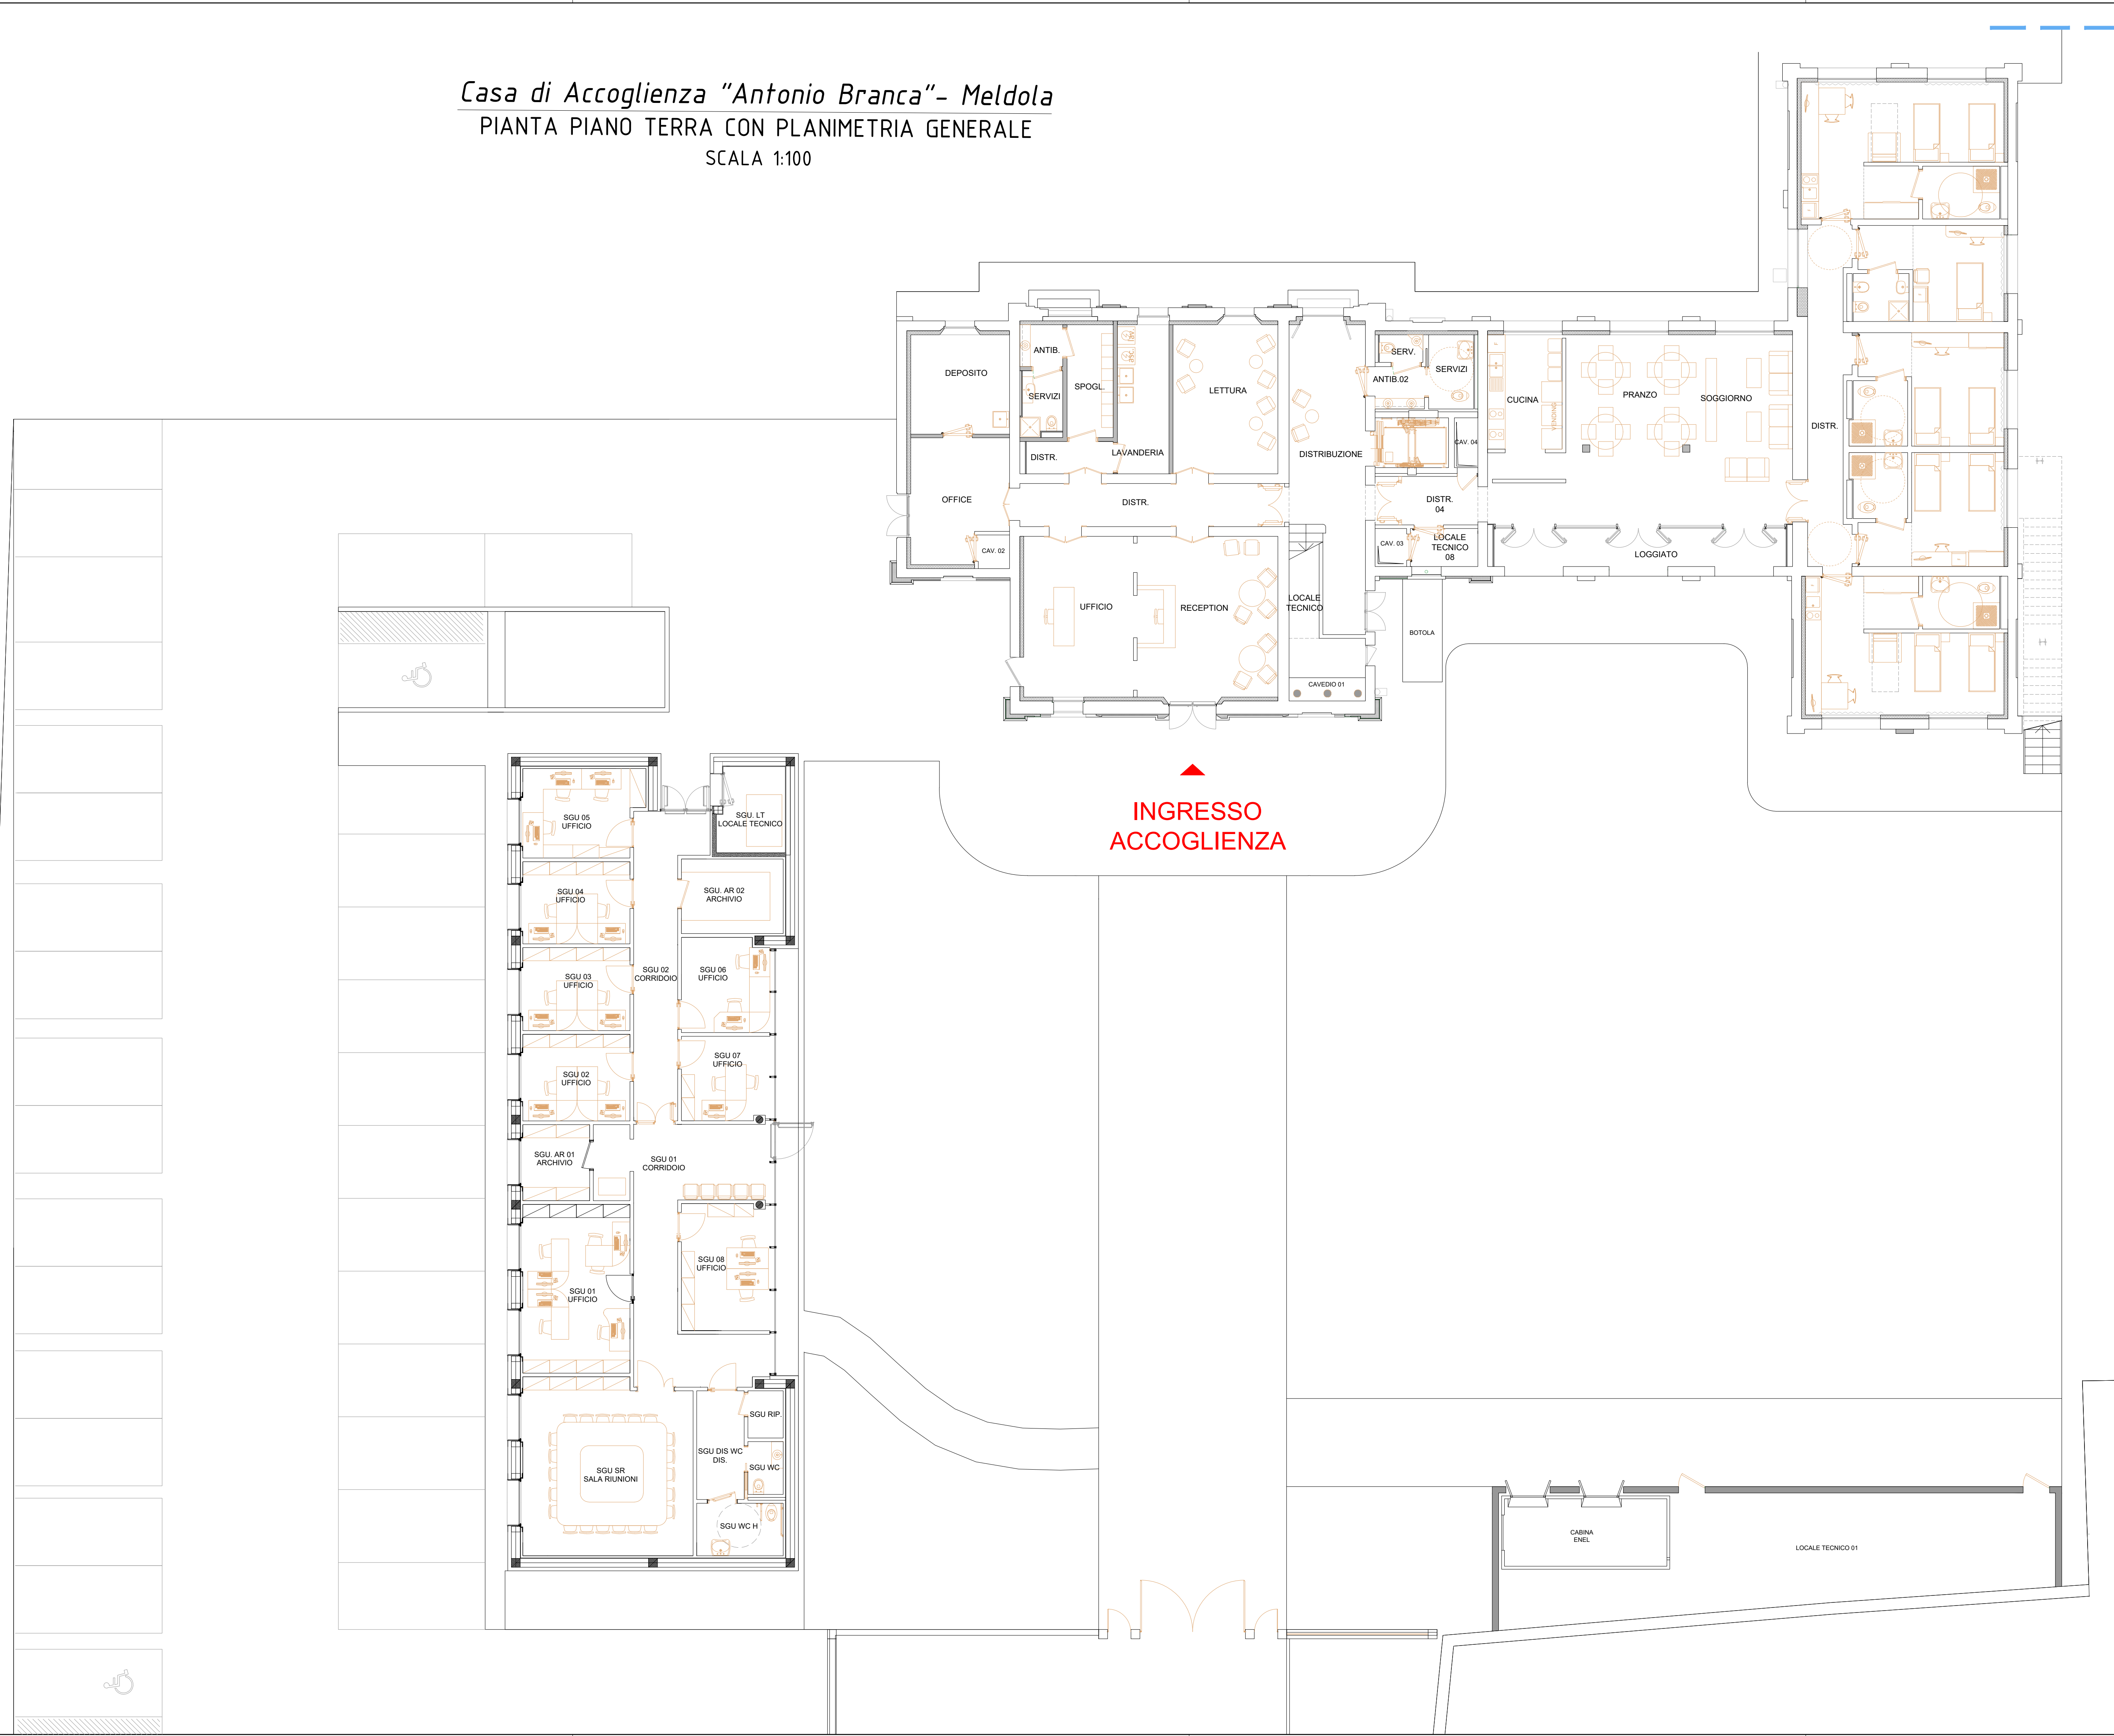 Casa di Accoglienza "Antonio Branca"- Meldola
PIANTA PIANO TERRA CON PLANIMETRIA GENERALE
SCALA 1:100
DEPOSITO
ANTIB.
SERVIZI
SPOGL.
LETTURA
SERV.
SERVIZI
ANTIB.02
CUCINA
VENDING
PRANZO
SOGGIORNO
DISTR.
CAV. 04
DISTR.
LAVANDERIA
DISTRIBUZIONE
OFFICE
DISTR.
DISTR.
04
CAV. 02
CAV. 03
LOCALE
TECNICO
08
LOGGIATO
UFFICIO
RECEPTION
LOCALE
TECNICO
BOTOLA
CAVEDIO 01
INGRESSO
ACCOGLIENZA
SGU 05
UFFICIO
SGU. LT
LOCALE TECNICO
SGU 04
UFFICIO
SGU. AR 02
ARCHIVIO
SGU 03
UFFICIO
SGU 02
CORRIDOIO
SGU 06
UFFICIO
SGU 02
UFFICIO
SGU 07
UFFICIO
SGU. AR 01
ARCHIVIO
SGU 01
CORRIDOIO
SGU 01
UFFICIO
SGU 08
UFFICIO
SGU RIP.
SGU DIS WC
DIS.
SGU WC
SGU SR
SALA RIUNIONI
SGU WC H
CABINA
ENEL
LOCALE TECNICO 01